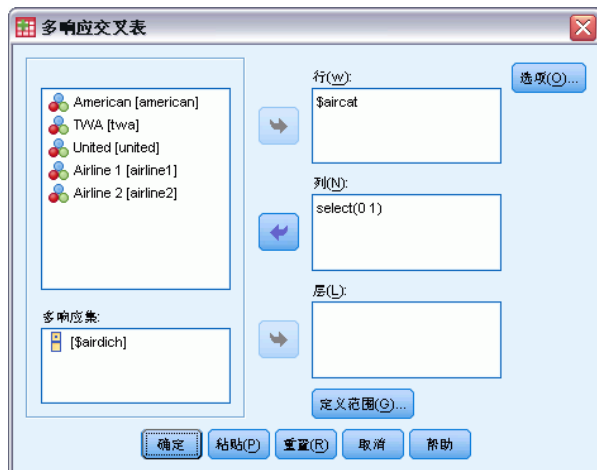 多响应交叉表
行(W):
选项(O)...
American [american]
TWA [twa]
United [united]
Airline 1 [airline1]
Airline 2 [airline2]
$aircat
列(N):
select(0 1)
层(L):
多响应集:
[$airdich]
定义范围(G)...
确定
粘贴(P)
重置(R)
取消
帮助